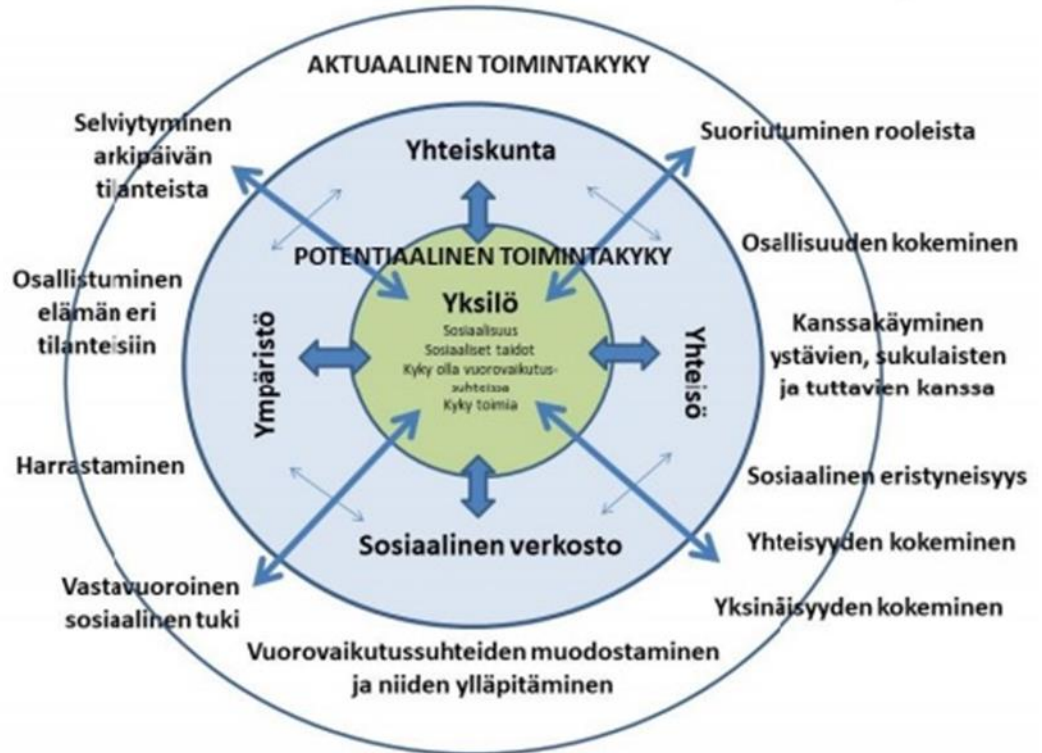 AKTUAALINEN TOIMINTAKYKY
Selviytyminen
arkipäivän
tilanteista
Suoriutuminen rooleista
Yhteiskunta
Osallisuuden kokeminen
POTENTIAALINEN TOIMINTAKYKY
Osallistuminen
elämän eri
tilanteisiin
Ympäristö
Yksilö
Sosiaalisuus
Sosiaaliset taidot
Kyky olla vuorovaikutus-
suhteissa
Kyky toimia
Yhteisö
Kanssakäyminen
ystävien, sukulaisten
ja tuttavien kanssa
Harrastaminen
Sosiaalinen eristyneisyys
Sosiaalinen verkosto
Yhteisyyden kokeminen
Vastavuoroinen
sosiaalinen tuki
Yksinäisyyden kokeminen
Vuorovaikutussuhteiden muodostaminen
ja niiden ylläpitäminen